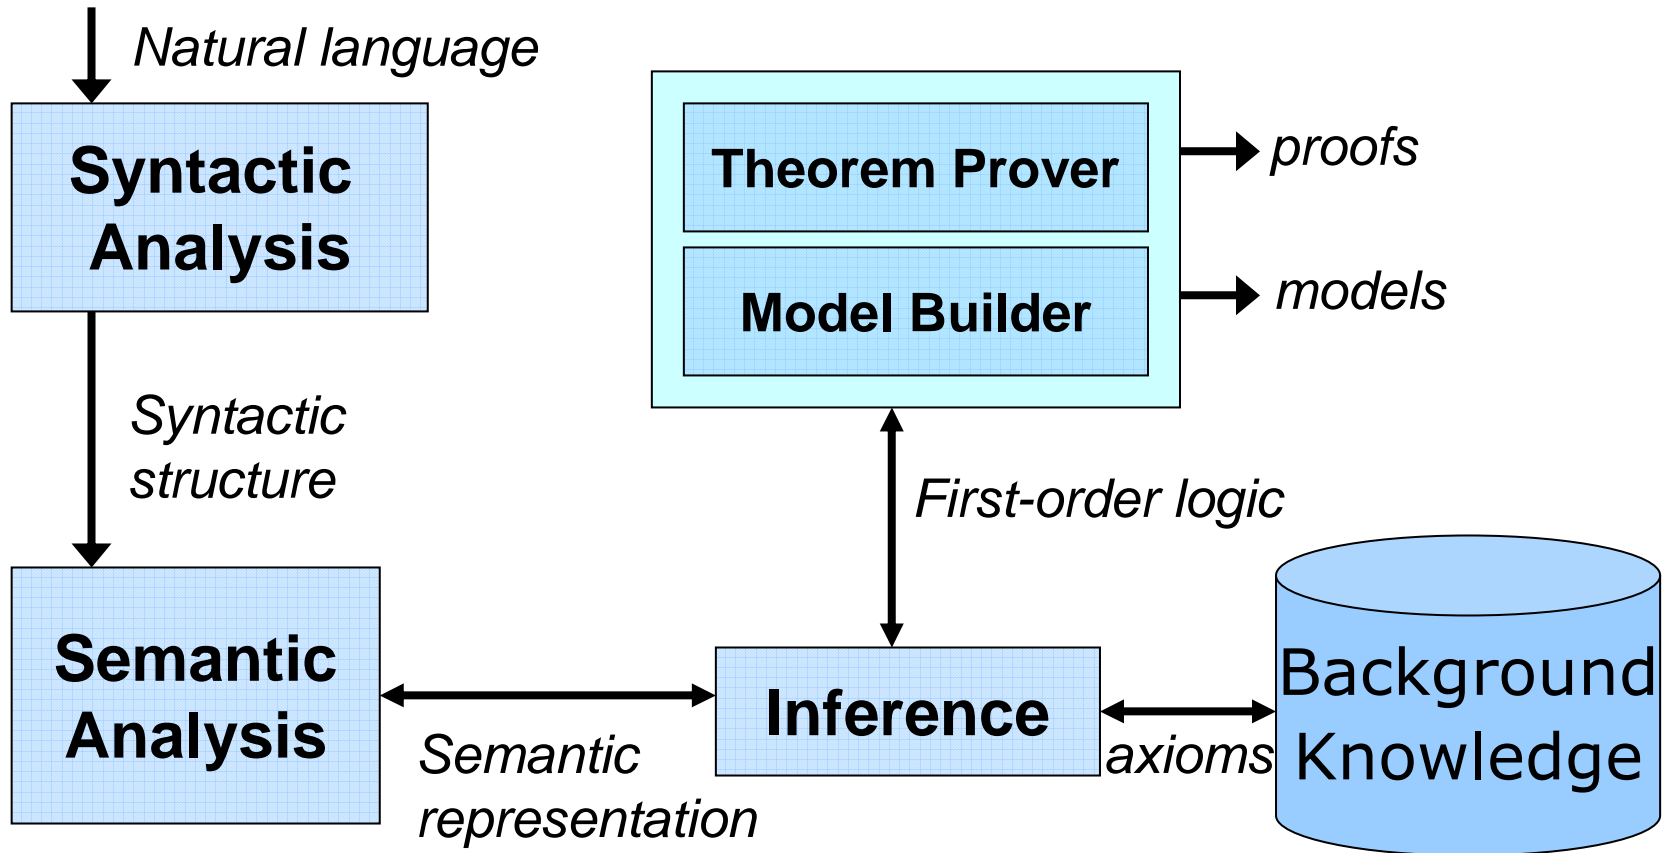 Natural language
Syntactic
Analysis
Theorem Prover
proofs
Model Builder
models
Syntactic
structure
First-order logic
Semantic
Analysis
Semantic
representation
Inference
axioms
Background
Knowledge